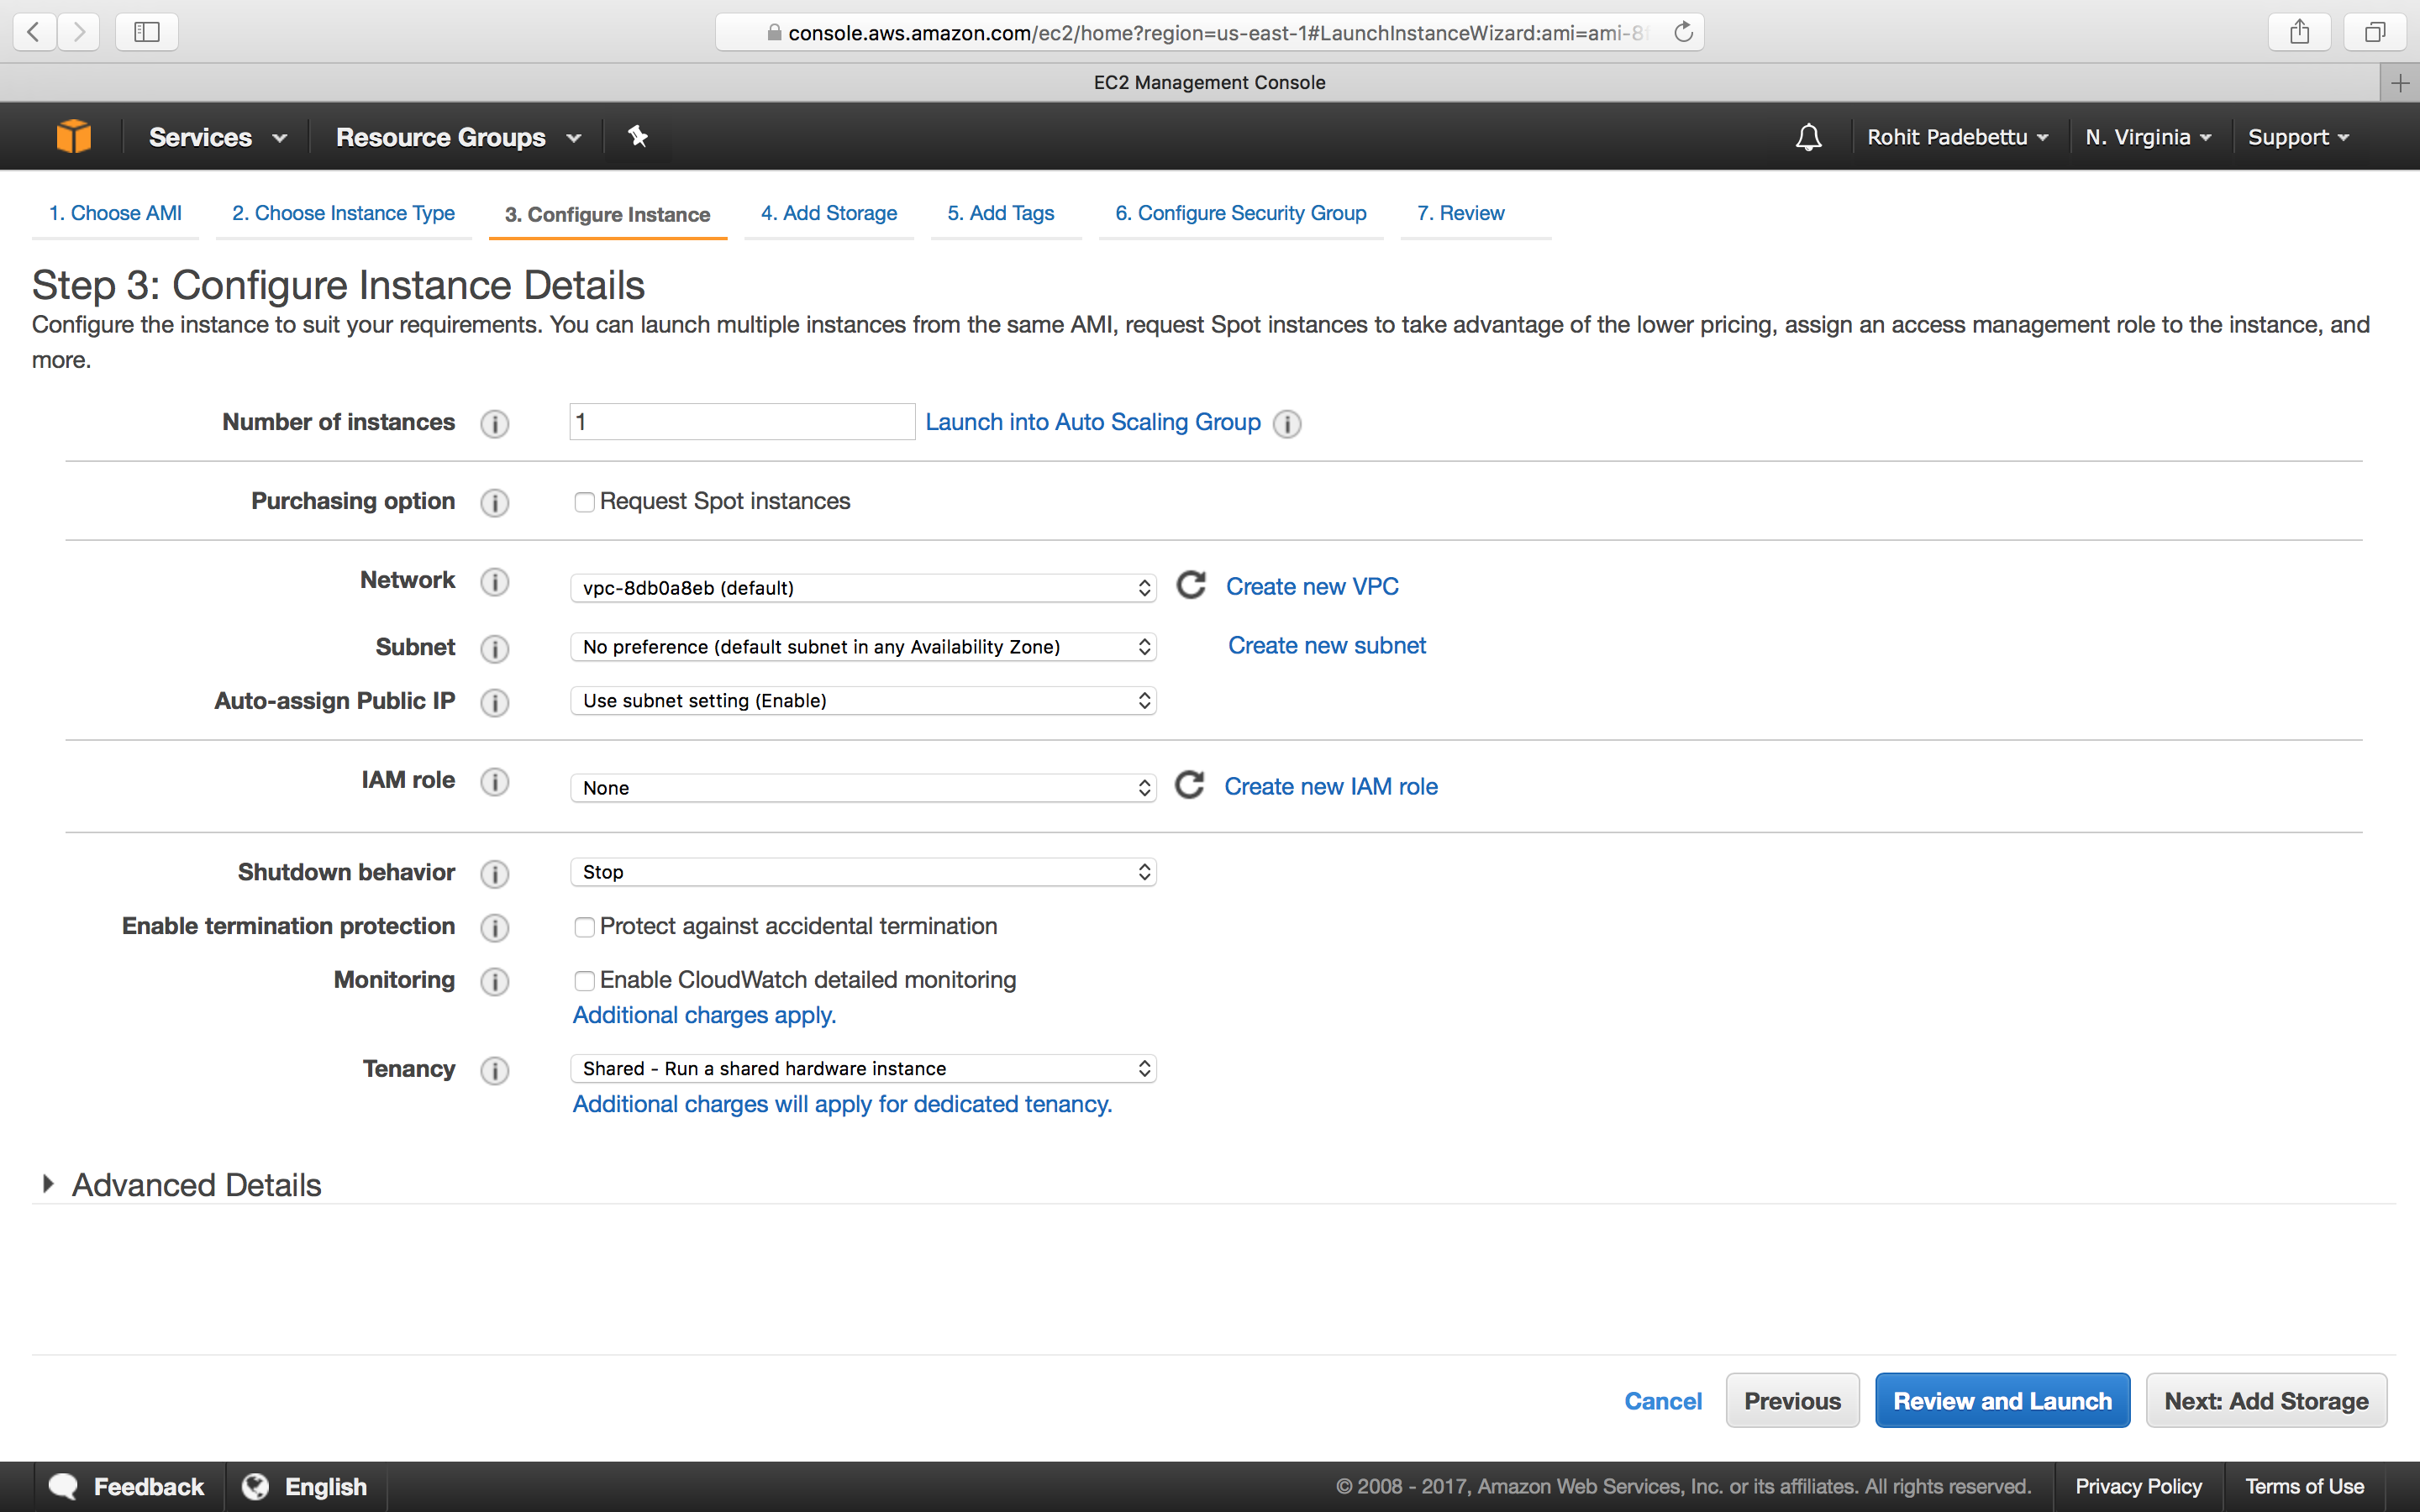 console.aws.amazon.com/ec2/home?region=us-east-1#LaunchInstanceWizard:ami=ami-8
EC2 Management Console
Services Resource Groups Rohit Padebettu N. Virginia Support
1. Choose AMI 2. Choose Instance Type 3. Configure Instance 4. Add Storage 5. Add Tags 6. Configure Security Group 7. Review
Step 3: Configure Instance Details
Configure the instance to suit your requirements. You can launch multiple instances from the same AMI, request Spot instances to take advantage of the lower pricing, assign an access management role to the instance, and
more.
Number of instances 1 Launch into Auto Scaling Group
Purchasing option Request Spot instances
Network vpc-8db0a8eb (default) Create new VPC
Subnet No preference (default subnet in any Availability Zone) Create new subnet
Auto-assign Public IP Use subnet setting (Enable)
IAM role None Create new IAM role
Shutdown behavior Stop
Enable termination protection Protect against accidental termination
Monitoring Enable CloudWatch detailed monitoring
Additional charges apply.
Tenancy Shared - Run a shared hardware instance
Additional charges will apply for dedicated tenancy.
Advanced Details
Cancel Previous Review and Launch Next: Add Storage
Feedback English © 2008 - 2017, Amazon Web Services, Inc. or its affiliates. All rights reserved. Privacy Policy Terms of Use